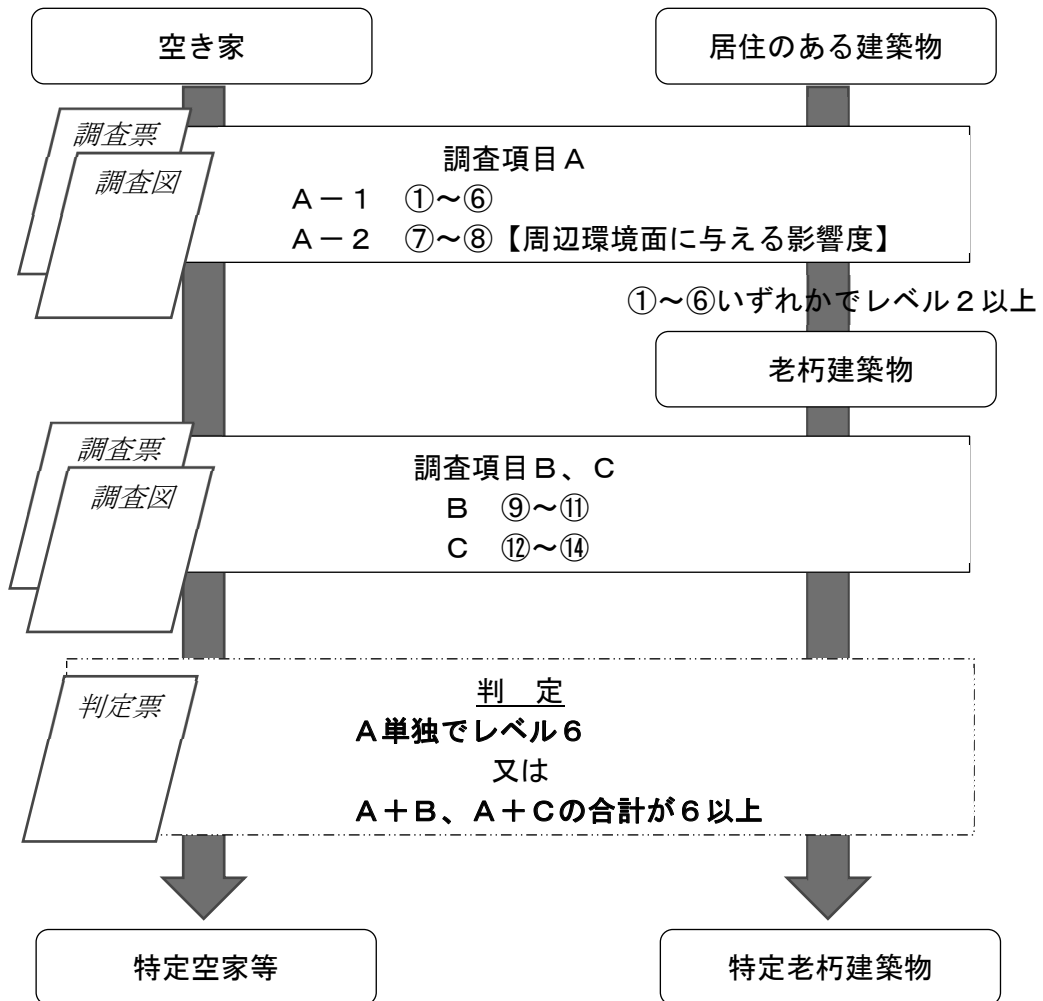 空き家
居住のある建築物
調査票
調査図
調査項目A
A-1 ①～⑥
A-2 ⑦～⑧【周辺環境面に与える影響度】
①～⑥いずれかでレベル２以上
老朽建築物
調査票
調査図
調査項目B、C
B ⑨～⑪
C ⑫～⑭
判定票
判 定
A単独でレベル６
又は
A＋B、A＋Cの合計が６以上
特定空家等
特定老朽建築物